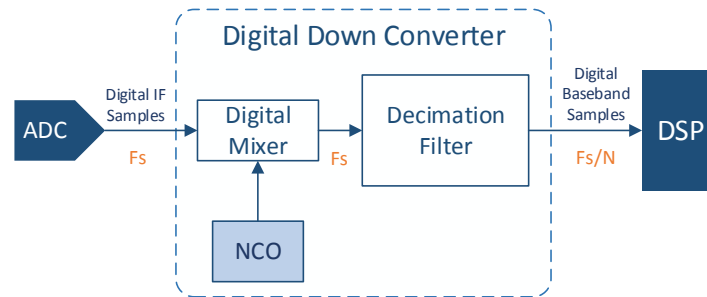 Digital Down Converter
ADC
Digital IF
Samples
Fs
Digital
Mixer
NCO
Fs
Decimation
Filter
Digital
Baseband
Samples
Fs/N
DSP